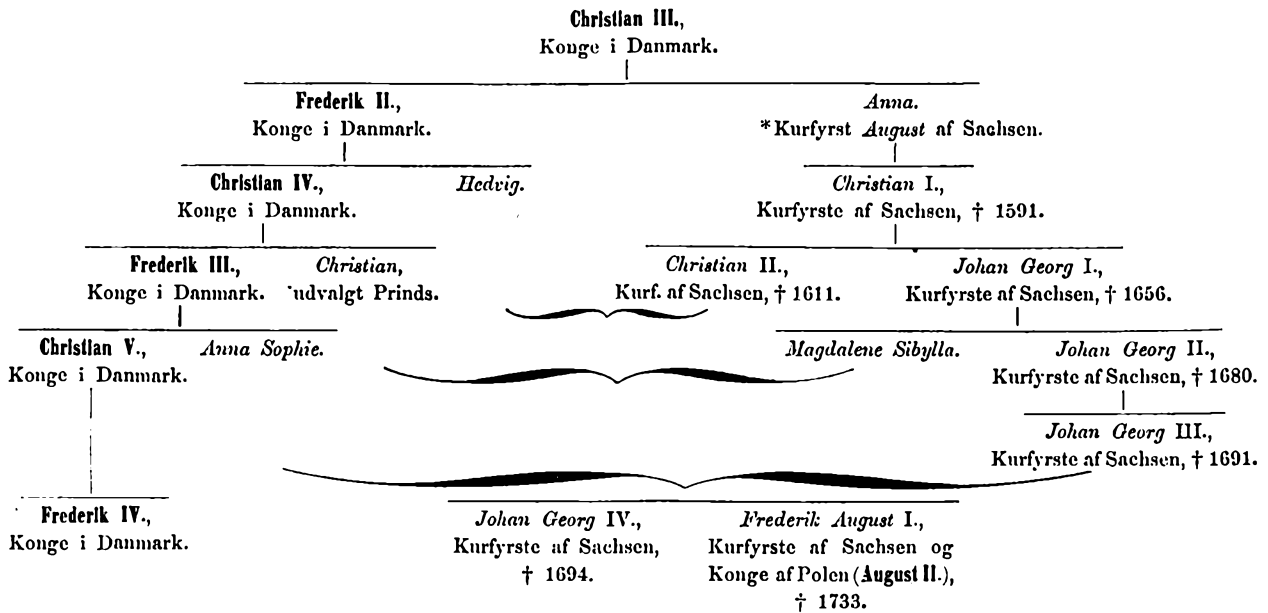 Christian III.,
Konge i Danmark.
Frederik II.,
Konge i Danmark.
Anna.
*Kurfyrst August af Sachsen.
Christian IV.,
Konge i Danmark.
Hedvig.
Christian I.,
Kurfyrste af Sachsen, † 1591.
Frederik III.,
Konge i Danmark.
Christian,
udvalgt Prinds.
Christian II.,
Kurf. af Sachsen, † 1611.
Johan Georg I.,
Kurfyrste af Sachsen, † 1656.
Christian V.,
Konge i Danmark.
Anna Sophie.
Magdalene Sibylla.
Johan Georg II.,
Kurfyrste af Sachsen, † 1680.
Johan Georg III.,
Kurfyrste af Sachsen, † 1691.
Frederik IV.,
Konge i Danmark.
Johan Georg IV.,
Kurfyrste af Sachsen,
† 1694.
Frederik August I.,
Kurfyrste af Sachsen og
Konge af Polen (August II.),
† 1733.